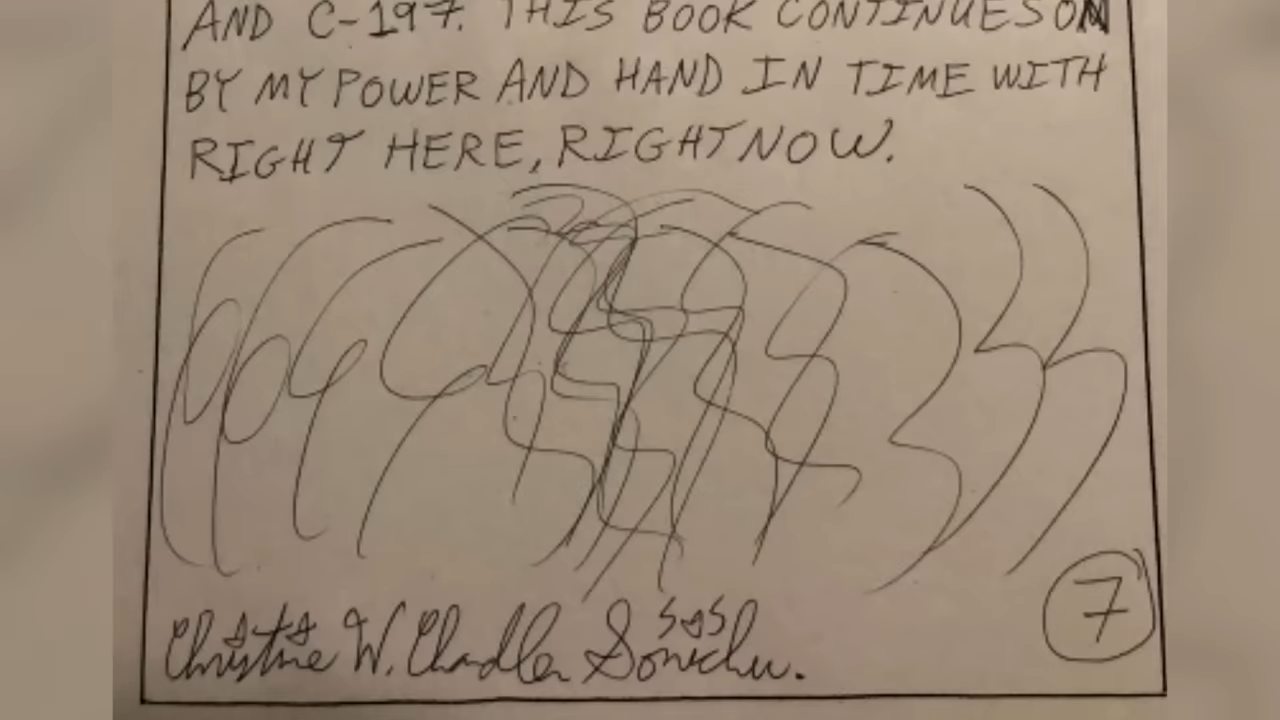 AND C-197. THIS BOOK CONTINUES ON
BY MY POWER AND HAND IN TIME WITH
RIGHT HERE, RIGHT NOW.
Christine W. Chandler Sonichu.
7